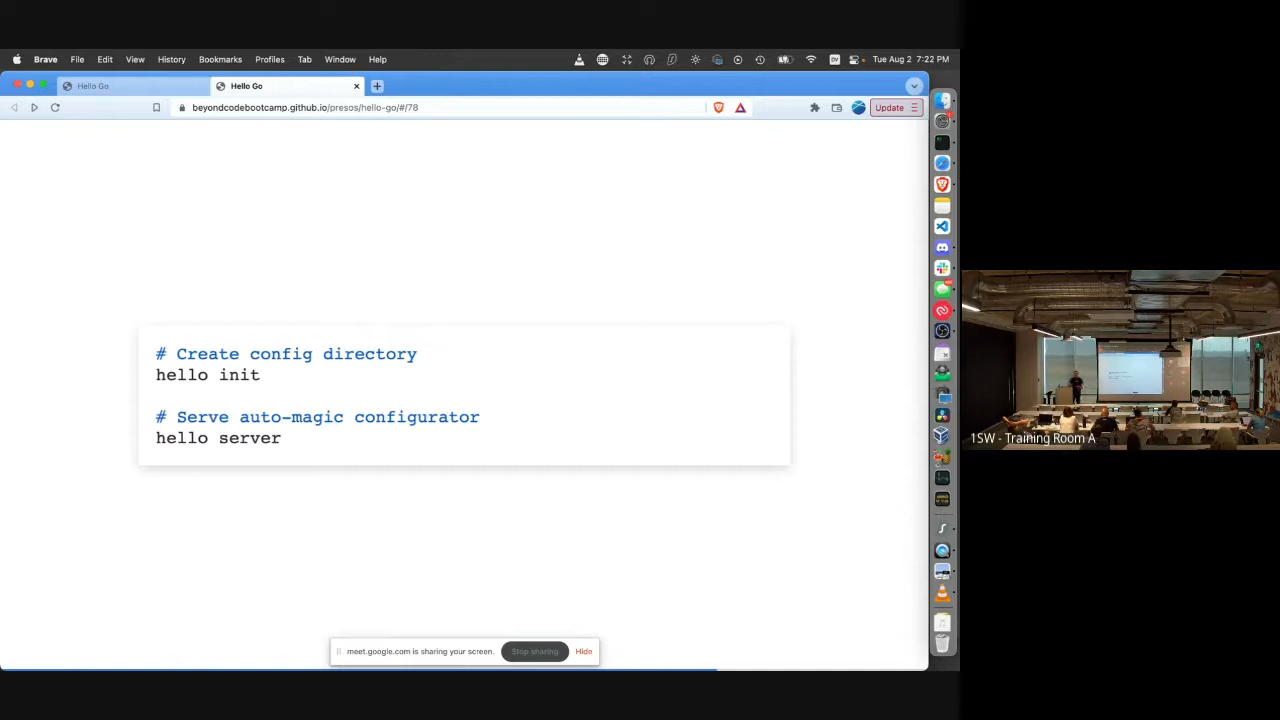 Brave File Edit View History Bookmarks Profiles Tab Window Help
Tue Aug 2 7:22 PM
Hello Go
Hello Go
beyondcodebootcamp.github.io/presos/hello-go/#/78
Update
# Create config directory
hello init
# Serve auto-magic configurator
hello server
1SW - Training Room A
meet.google.com is sharing your screen. Stop sharing Hide